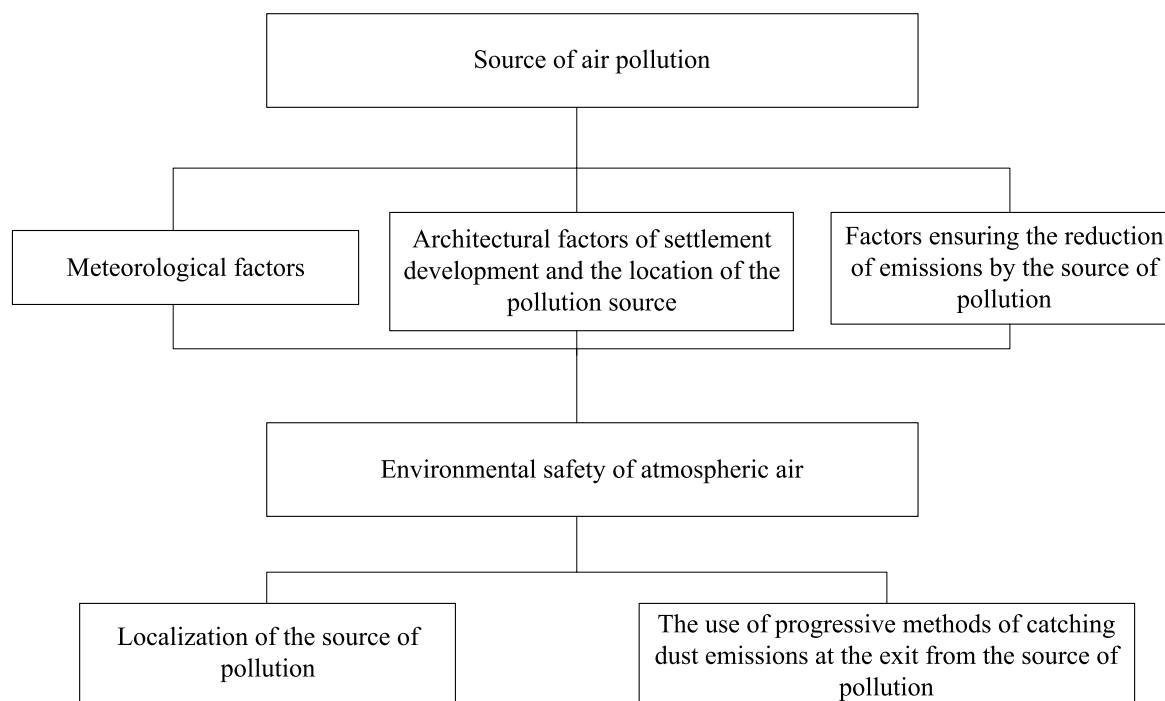 Source of air pollution
Meteorological factors
Architectural factors of settlement
development and the location of the
pollution source
Factors ensuring the reduction
of emissions by the source of
pollution
Environmental safety of atmospheric air
Localization of the source of
pollution
The use of progressive methods of catching
dust emissions at the exit from the source of
pollution